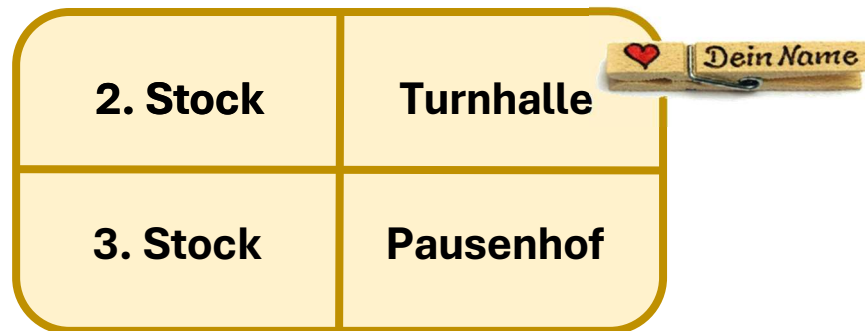 2. Stock
Turnhalle
Dein Name
3. Stock
Pausenhof